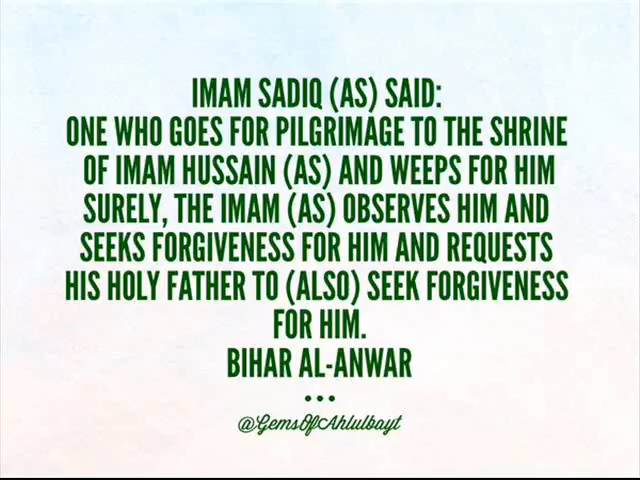 IMAM SADIQ (AS) SAID:
ONE WHO GOES FOR PILGRIMAGE TO THE SHRINE
OF IMAM HUSSAIN (AS) AND WEEPS FOR HIM
SURELY, THE IMAM (AS) OBSERVES HIM AND
SEEKS FORGIVENESS FOR HIM AND REQUESTS
HIS HOLY FATHER TO (ALSO) SEEK FORGIVENESS
FOR HIM.
BIHAR AL-ANWAR
•••
@GemsOfAhlulbayt